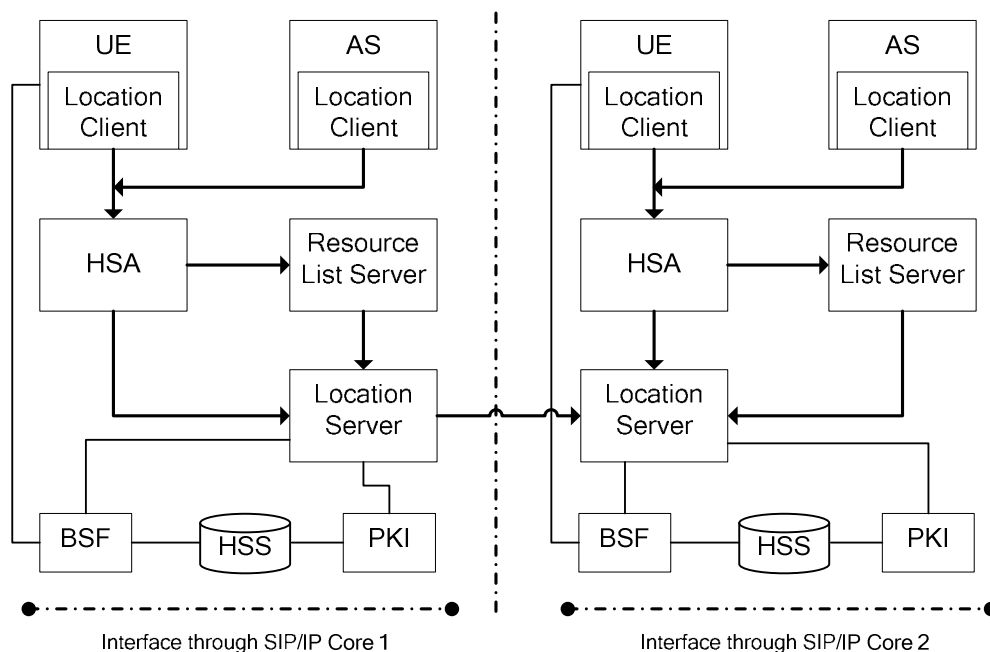 UE
Location
Client
AS
Location
Client
HSA
Resource
List Server
Location
Server
BSF
HSS
PKI
Interface through SIP/IP Core 1
UE
Location
Client
AS
Location
Client
HSA
Resource
List Server
Location
Server
BSF
HSS
PKI
Interface through SIP/IP Core 2